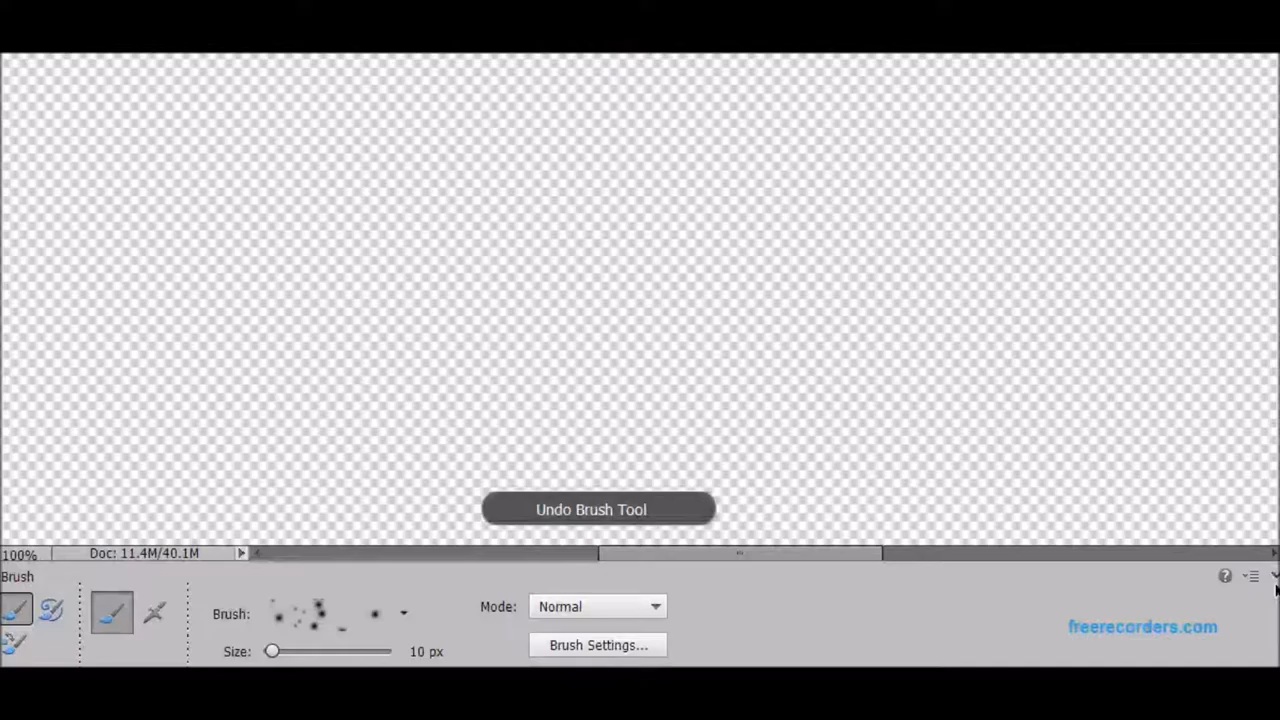 Undo Brush Tool
100%
Doc: 11.4M/40.1M
Brush
Brush:
Mode:
Normal
Size:
10 px
Brush Settings...
freerecorders.com